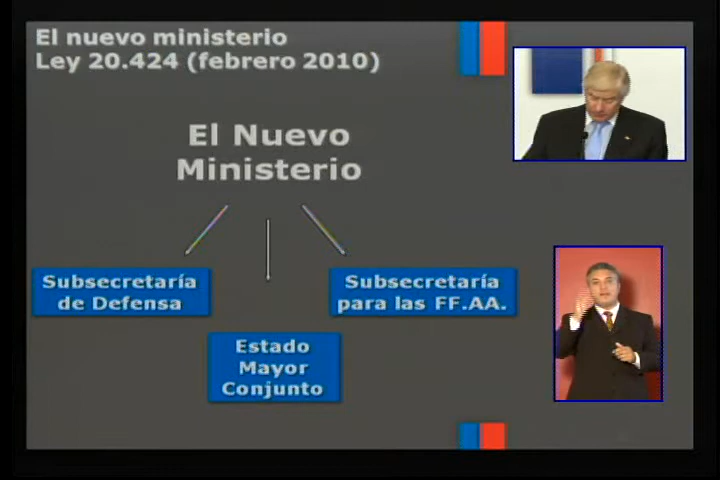 El nuevo ministerio
Ley 20.424 (febrero 2010)
El Nuevo
Ministerio
Subsecretaría
de Defensa
Subsecretaría
para las FF.AA.
Estado
Mayor
Conjunto